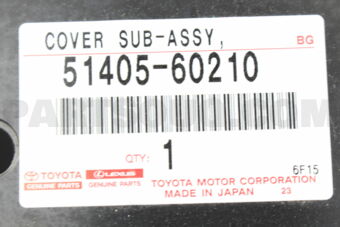 COVER SUB-ASSY,
BG
51405-60210
QTY:
1
6F15
TOYOTA
GENUINE PARTS
LEXUS
GENUINE PARTS
TOYOTA MOTOR CORPORATION
MADE IN JAPAN 23